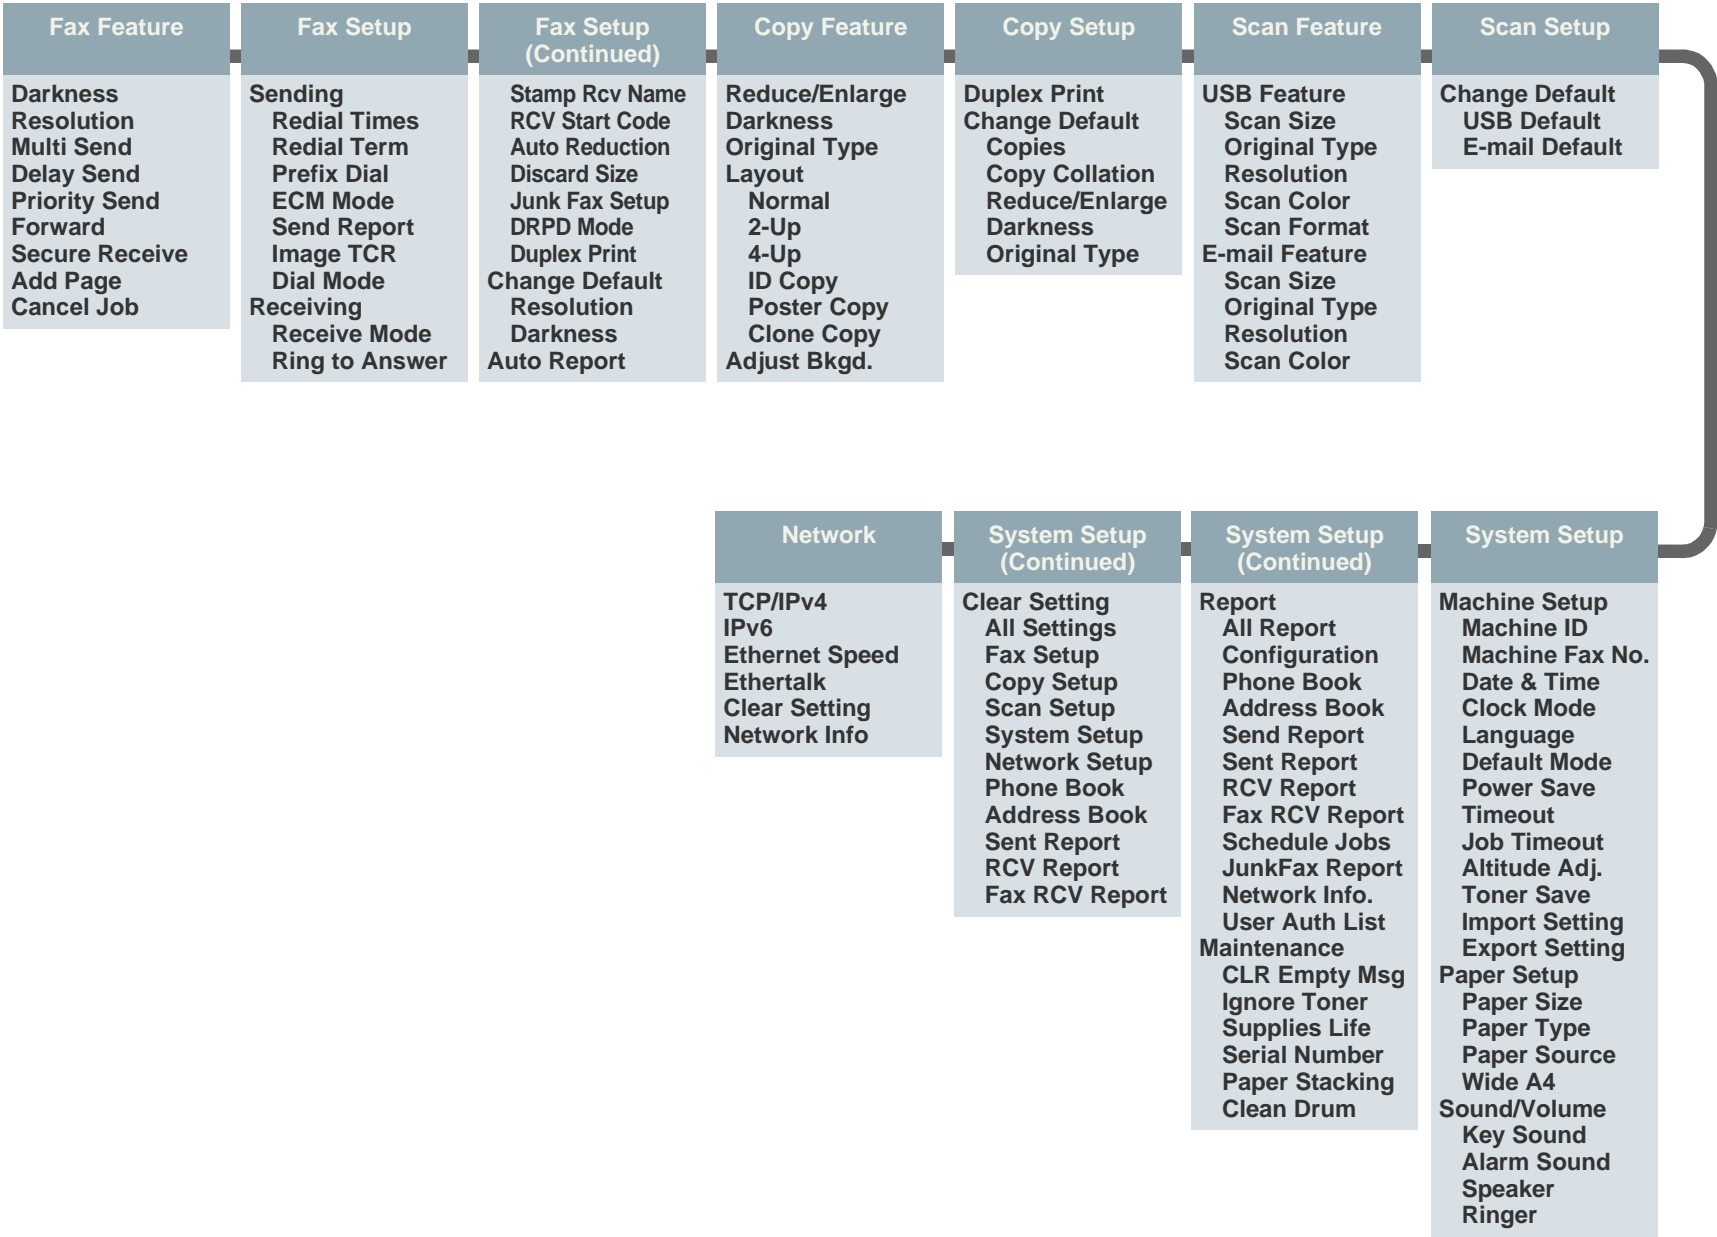 Fax Feature
Darkness
Resolution
Multi Send
Delay Send
Priority Send
Forward
Secure Receive
Add Page
Cancel Job
Fax Setup
Sending
Redial Times
Redial Term
Prefix Dial
ECM Mode
Send Report
Image TCR
Dial Mode
Receiving
Receive Mode
Ring to Answer
Fax Setup
(Continued)
Stamp Rcv Name
RCV Start Code
Auto Reduction
Discard Size
Junk Fax Setup
DRPD Mode
Duplex Print
Change Default
Resolution
Darkness
Auto Report
Copy Feature
Reduce/Enlarge
Darkness
Original Type
Layout
Normal
2-Up
4-Up
ID Copy
Poster Copy
Clone Copy
Adjust Bkgd.
Copy Setup
Duplex Print
Change Default
Copies
Copy Collation
Reduce/Enlarge
Darkness
Original Type
Scan Feature
USB Feature
Scan Size
Original Type
Resolution
Scan Color
Scan Format
E-mail Feature
Scan Size
Original Type
Resolution
Scan Color
Scan Setup
Change Default
USB Default
E-mail Default
Network
TCP/IPv4
IPv6
Ethernet Speed
Ethertalk
Clear Setting
Network Info
System Setup
(Continued)
Clear Setting
All Settings
Fax Setup
Copy Setup
Scan Setup
System Setup
Network Setup
Phone Book
Address Book
Sent Report
RCV Report
Fax RCV Report
System Setup
(Continued)
Report
All Report
Configuration
Phone Book
Address Book
Send Report
Sent Report
RCV Report
Fax RCV Report
Schedule Jobs
JunkFax Report
Network Info.
User Auth List
Maintenance
CLR Empty Msg
Ignore Toner
Supplies Life
Serial Number
Paper Stacking
Clean Drum
System Setup
Machine Setup
Machine ID
Machine Fax No.
Date & Time
Clock Mode
Language
Default Mode
Power Save
Timeout
Job Timeout
Altitude Adj.
Toner Save
Import Setting
Export Setting
Paper Setup
Paper Size
Paper Type
Paper Source
Wide A4
Sound/Volume
Key Sound
Alarm Sound
Speaker
Ringer